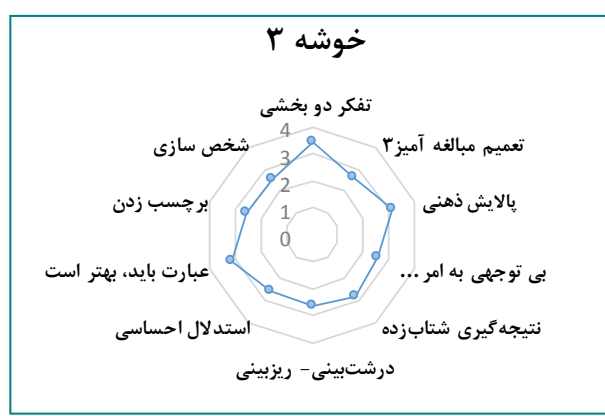 خوشه ۳
تفکر دو بخشی
تعمیم مبالغه آمیز۳
پالایش ذهنی
بی توجهی به امر ...
نتیجه‌گیری شتاب‌زده
درشت‌بینی- ریزبینی
استدلال احساسی
عبارت باید، بهتر است
برچسب زدن
شخص سازی
4
3
2
1
0